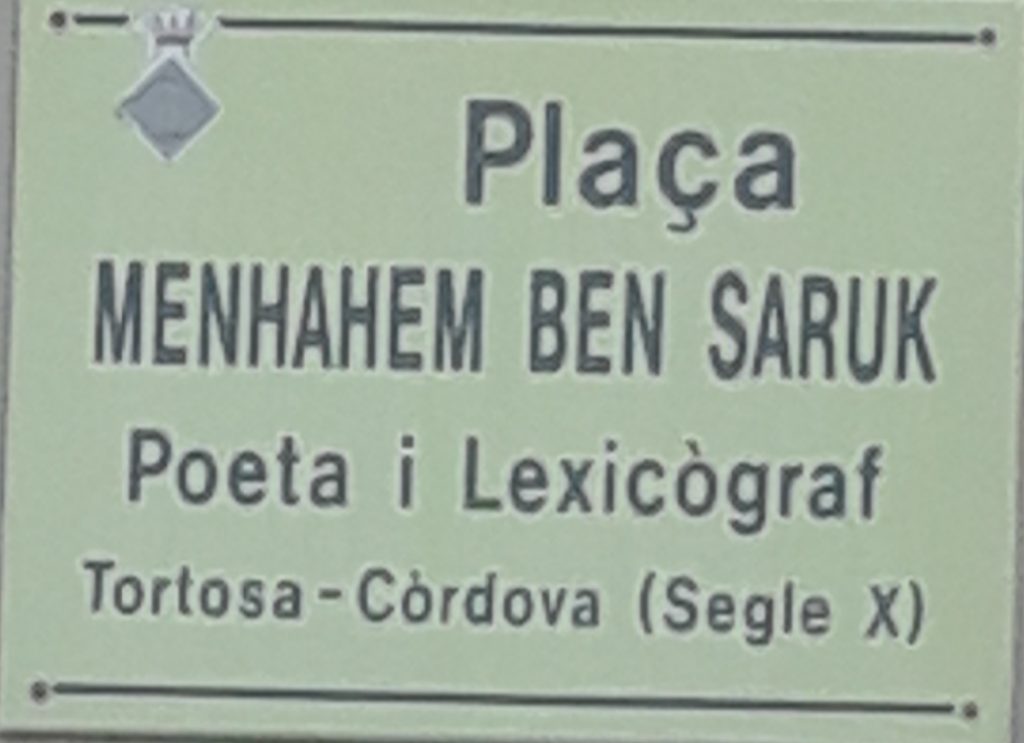 Plaça
MENHAHEM BEN SARUK
Poeta i Lexicògraf
Tortosa-Còrdova (Segle X)